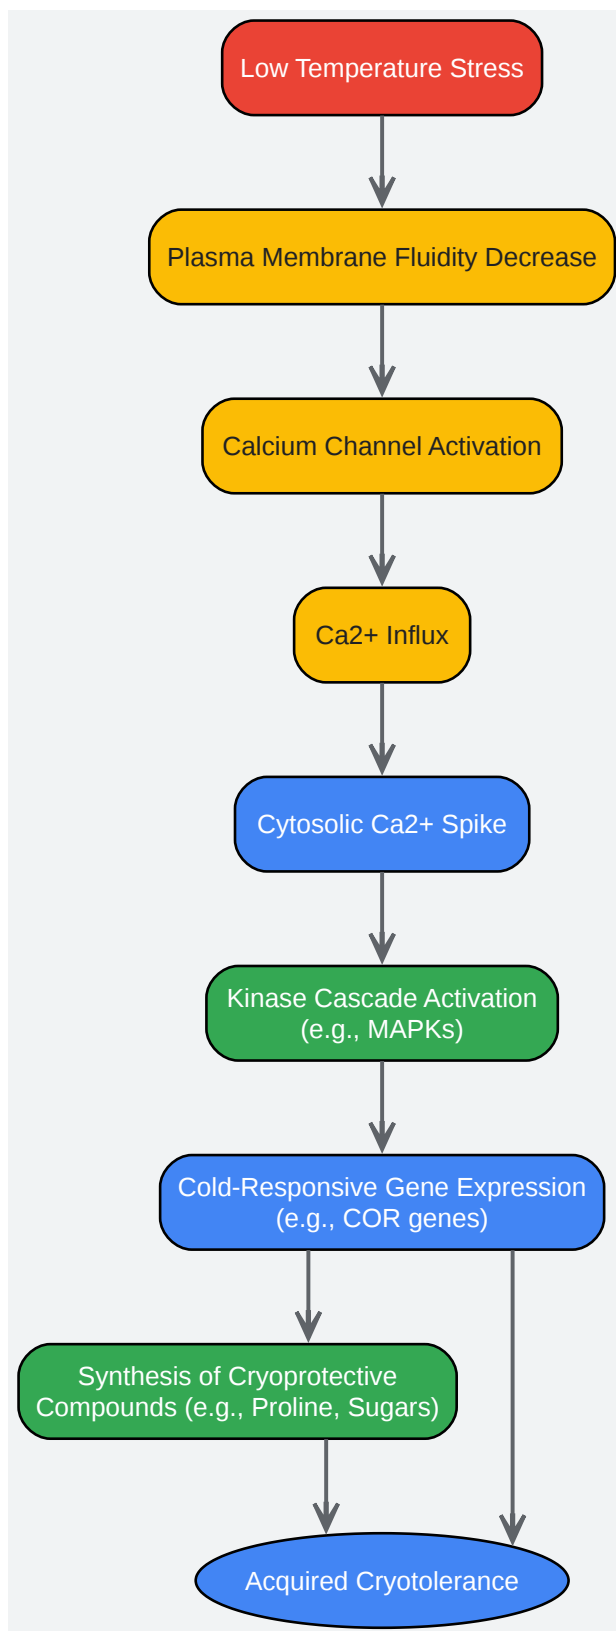 Low Temperature Stress
Plasma Membrane Fluidity Decrease
Calcium Channel Activation
Ca2+ Influx
Cytosolic Ca2+ Spike
Kinase Cascade Activation
(e.g., MAPKs)
Cold-Responsive Gene Expression
(e.g., COR genes)
Synthesis of Cryoprotective
Compounds (e.g., Proline, Sugars)
Acquired Cryotolerance